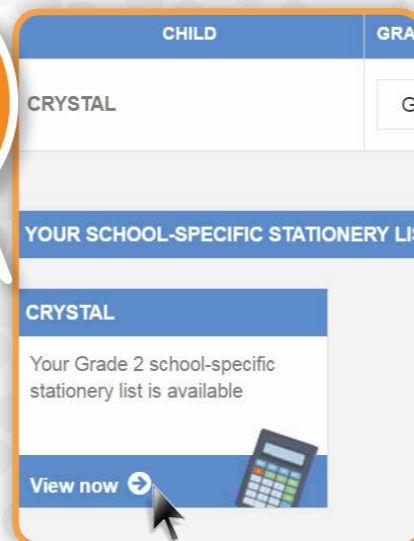 CHILD GRA
CRYSTAL G
YOUR SCHOOL-SPECIFIC STATIONERY LIS
CRYSTAL
Your Grade 2 school-specific
stationery list is available
View now